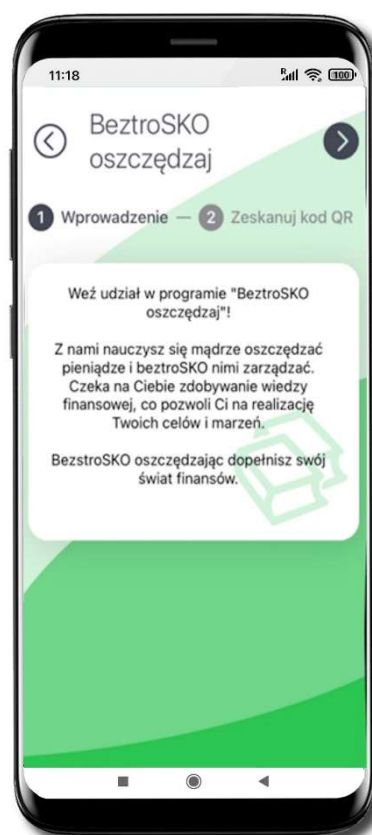 11:18
R
100
BeztroSKO
oszczędzaj
1 Wprowadzenie — 2 Zeskanuj kod QR
Weź udział w programie "BeztroSKO
oszczędzaj"!
Z nami nauczysz się mądrze oszczędzać
pieniądze i beztroSKO nimi zarządzać.
Czeka na Ciebie zdobywanie wiedzy
finansowej, co pozwoli Ci na realizację
Twoich celów i marzeń.
BezstroSKO oszczędzając dopełnisz swój
świat finansów.